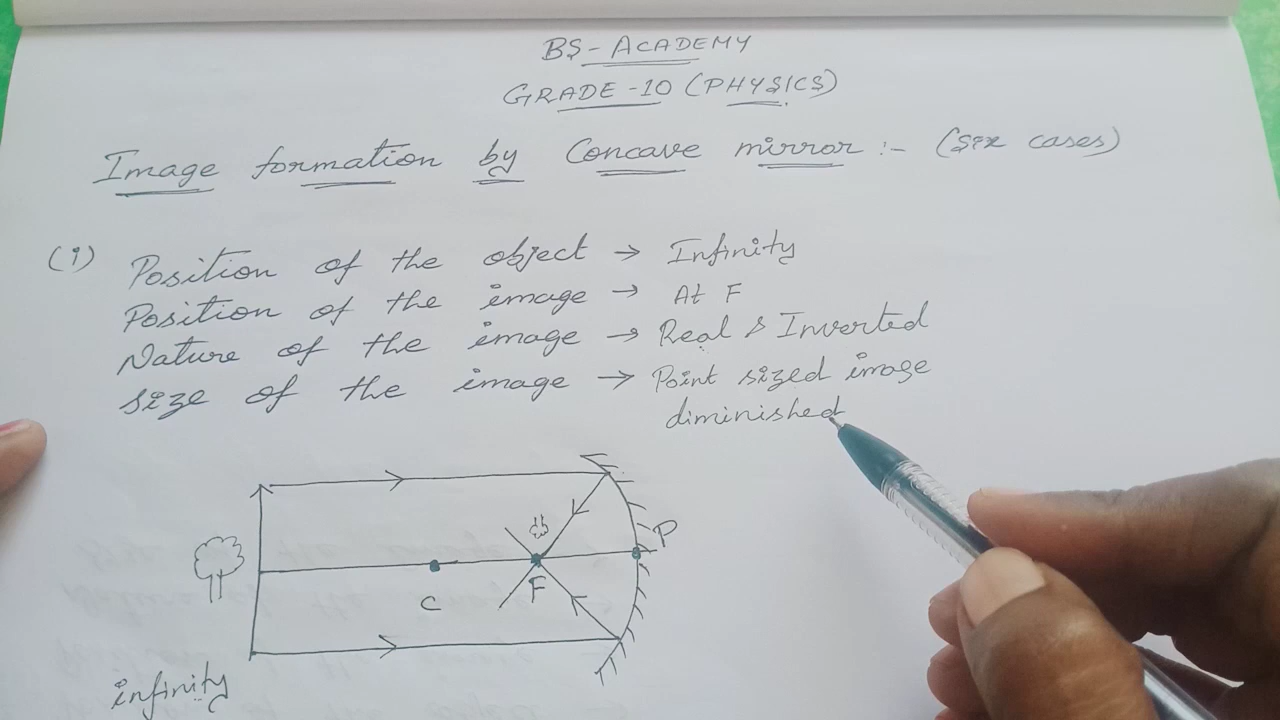 BS-ACADEMY
GRADE-10 (PHYSICS)
Image formation by Concave mirror :- (Six cases)
(i) Position of the object → Infinity
Position of the image → At F
Nature of the image → Real & Inverted
size of the image → Point sized image
diminished
P
F
C
infinity